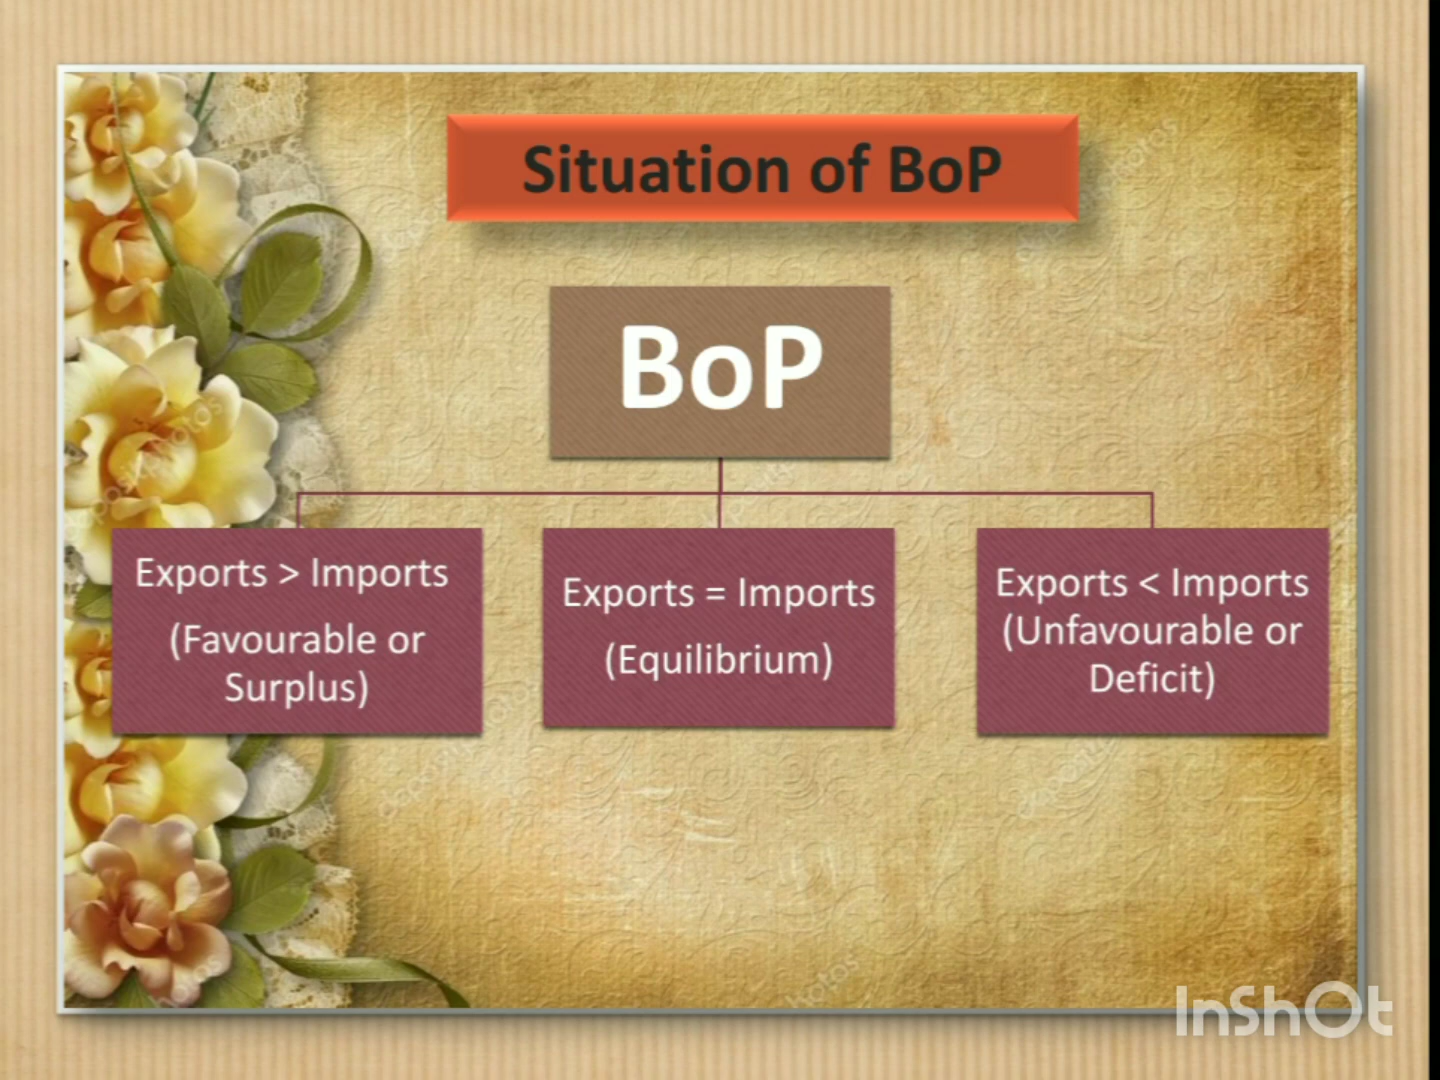 Situation of BoP
BoP
Exports > Imports
(Favourable or
Surplus)
Exports = Imports
(Equilibrium)
Exports < Imports
(Unfavourable or
Deficit)
InShOt